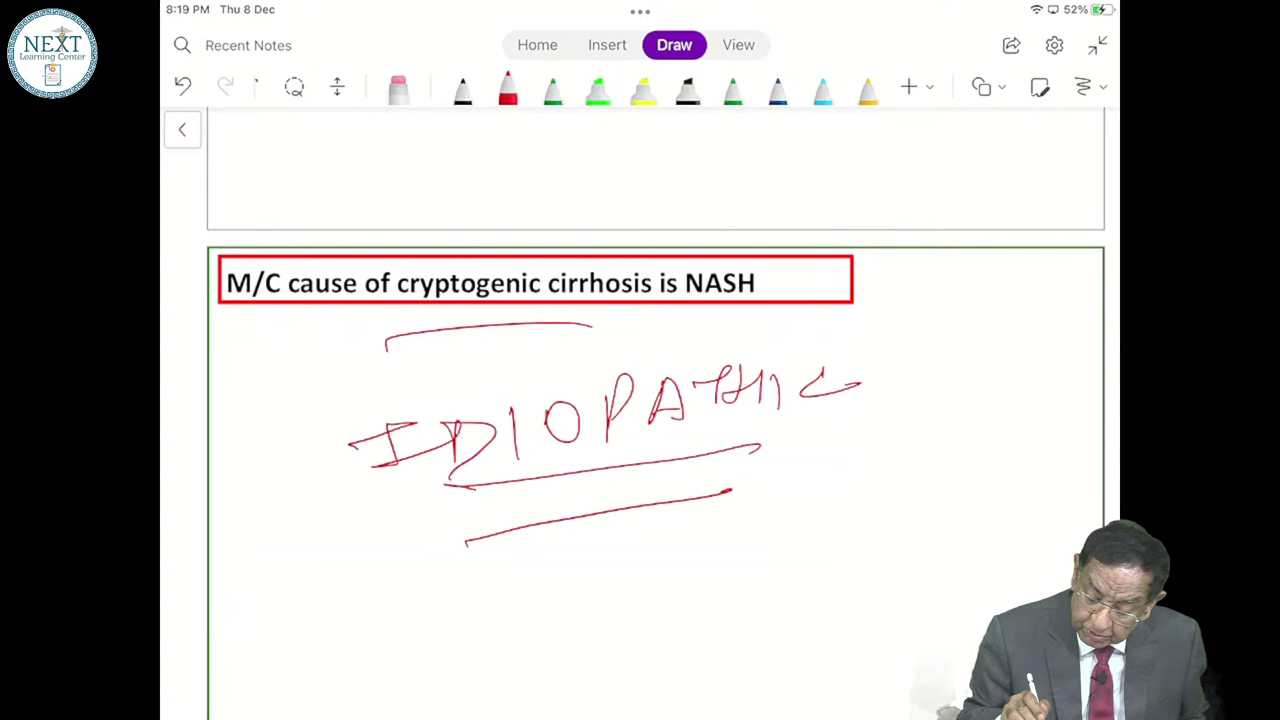 8:19 PM Thu 8 Dec
52%
NEXT
Learning Center
Recent Notes
Home Insert Draw View
M/C cause of cryptogenic cirrhosis is NASH
IDIOPATHIC